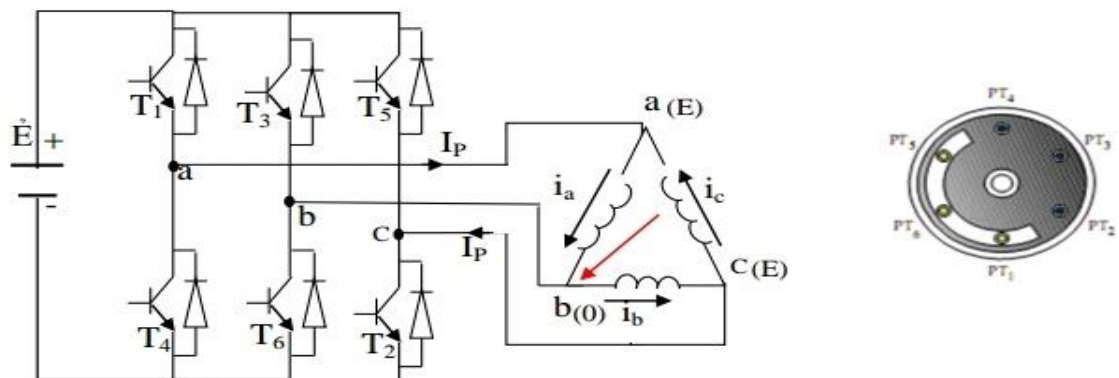 T1
T3
T5
Ė +
-
a
b
C
IP
IP
T4
T6
T2
a (E)
ia
ic
C (E)
b(0)
ib
PT4
PT5
PT3
PT6
PT2
PT1